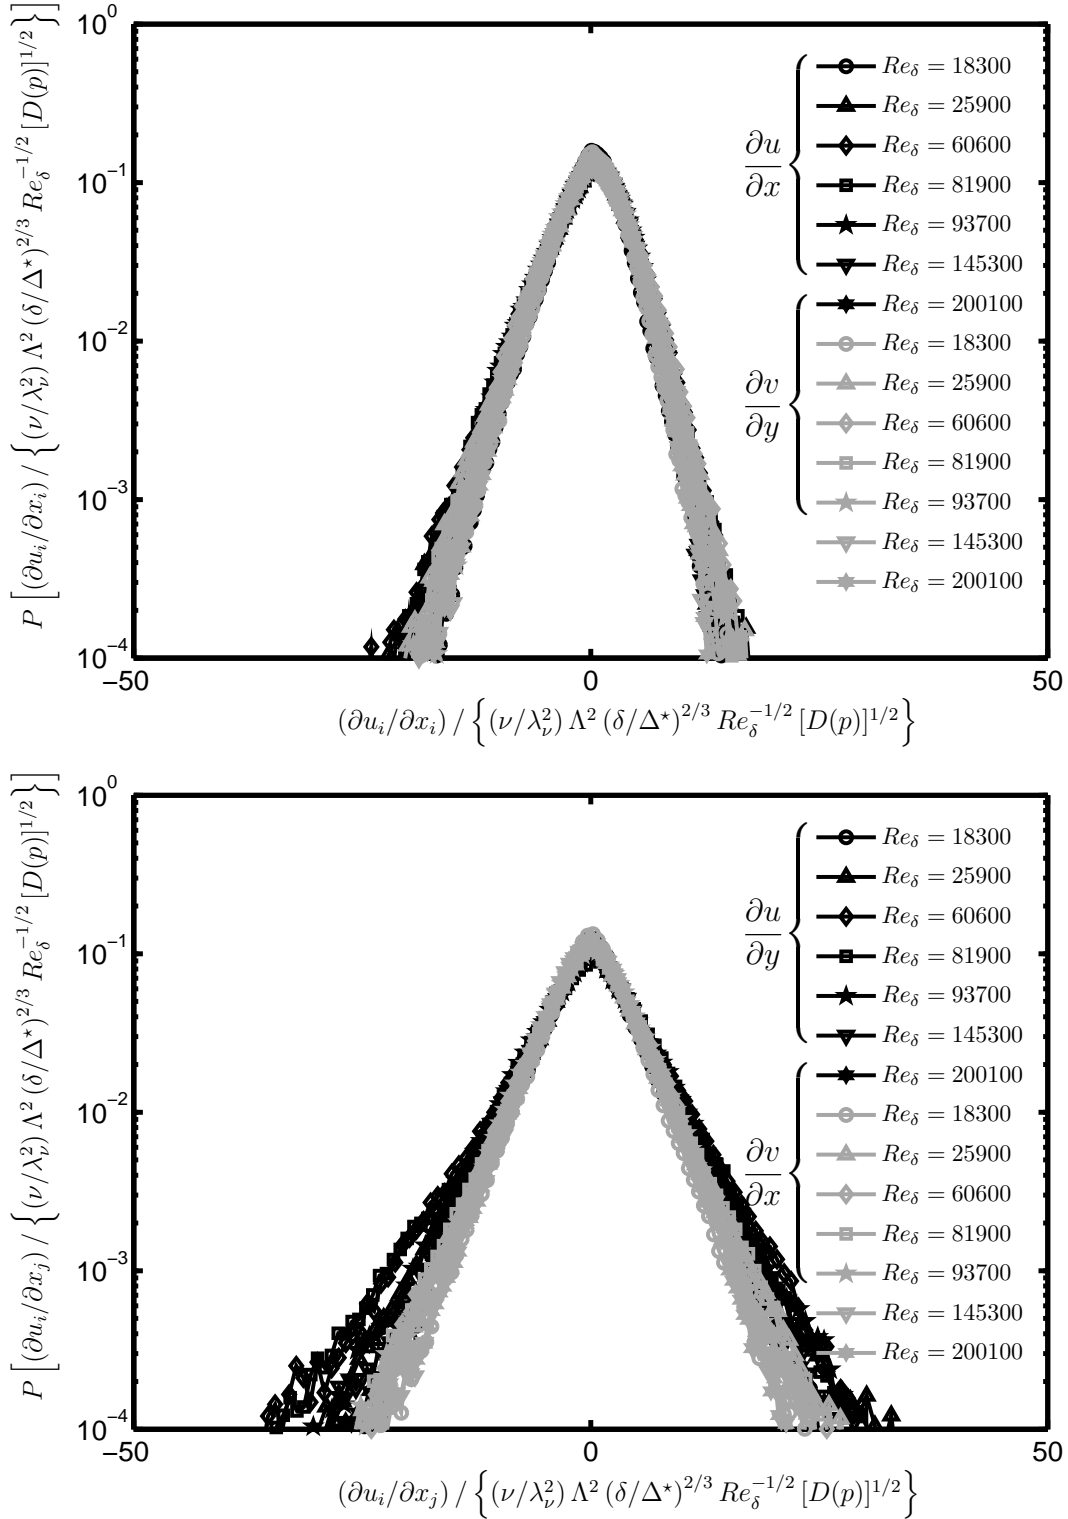 P [(∂u_i/∂x_i) / {(ν/λ_ν^2) Λ^2 (δ/Δ^⋆)^{2/3} Re_δ^{-1/2} [D(p)]^{1/2}}]
10^0
10^{−1}
10^{−2}
10^{−3}
10^{−4}
−50
0
50
∂u/∂x
Re_δ = 18300
Re_δ = 25900
Re_δ = 60600
Re_δ = 81900
Re_δ = 93700
Re_δ = 145300
∂v/∂y
Re_δ = 200100
Re_δ = 18300
Re_δ = 25900
Re_δ = 60600
Re_δ = 81900
Re_δ = 93700
Re_δ = 145300
Re_δ = 200100
(∂u_i/∂x_i) / {(ν/λ_ν^2) Λ^2 (δ/Δ^⋆)^{2/3} Re_δ^{-1/2} [D(p)]^{1/2}}
P [(∂u_i/∂x_j) / {(ν/λ_ν^2) Λ^2 (δ/Δ^⋆)^{2/3} Re_δ^{-1/2} [D(p)]^{1/2}}]
10^0
10^{−1}
10^{−2}
10^{−3}
10^{−4}
−50
0
50
∂u/∂y
Re_δ = 18300
Re_δ = 25900
Re_δ = 60600
Re_δ = 81900
Re_δ = 93700
Re_δ = 145300
∂v/∂x
Re_δ = 200100
Re_δ = 18300
Re_δ = 25900
Re_δ = 60600
Re_δ = 81900
Re_δ = 93700
Re_δ = 145300
Re_δ = 200100
(∂u_i/∂x_j) / {(ν/λ_ν^2) Λ^2 (δ/Δ^⋆)^{2/3} Re_δ^{-1/2} [D(p)]^{1/2}}